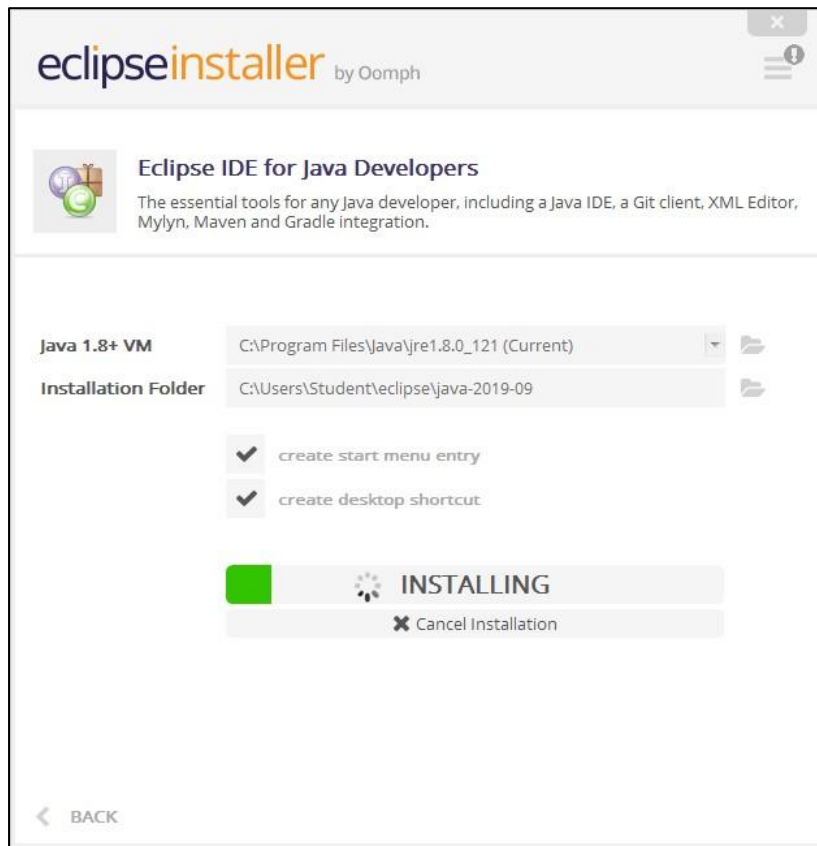 eclipseinstaller by Oomph
Eclipse IDE for Java Developers
The essential tools for any Java developer, including a Java IDE, a Git client, XML Editor,
Mylyn, Maven and Gradle integration.
Java 1.8+ VM C:\Program Files\Java\jre1.8.0_121 (Current)
Installation Folder C:\Users\Student\eclipse\java-2019-09
create start menu entry
create desktop shortcut
INSTALLING
Cancel Installation
BACK